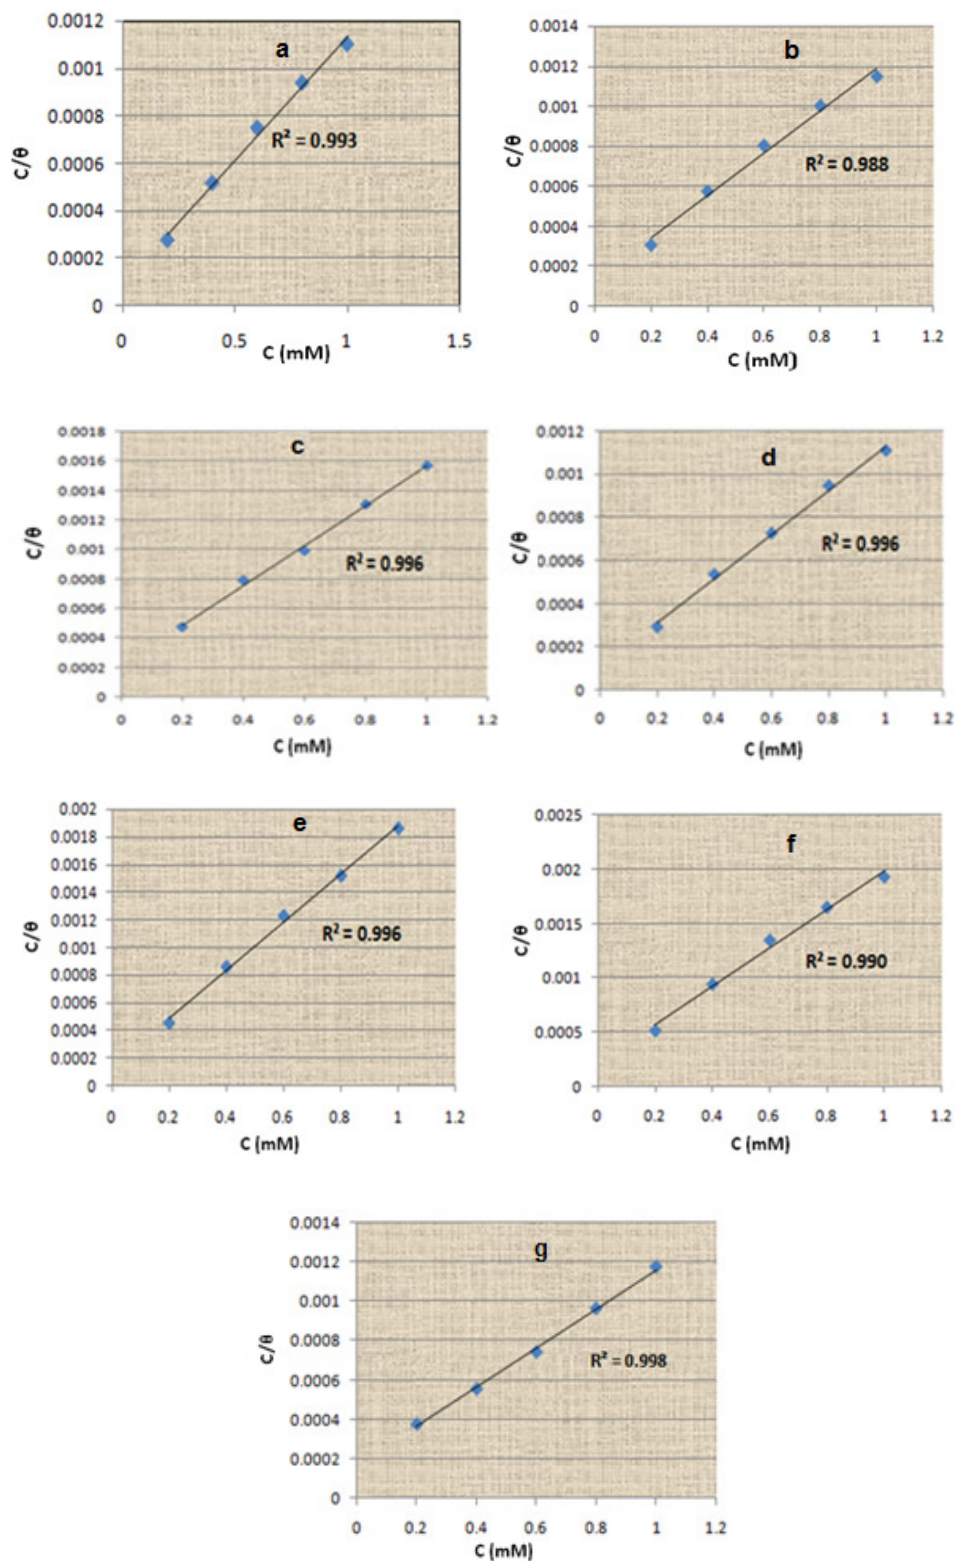 a
C/θ
0.0012
0.001
0.0008
0.0006
0.0004
0.0002
0
R² = 0.993
0 0.5 1 1.5
C (mM)
b
C/θ
0.0014
0.0012
0.001
0.0008
0.0006
0.0004
0.0002
0
R² = 0.988
0 0.2 0.4 0.6 0.8 1 1.2
C (mM)
c
C/θ
0.0018
0.0016
0.0014
0.0012
0.001
0.0008
0.0006
0.0004
0.0002
0
R² = 0.996
0 0.2 0.4 0.6 0.8 1 1.2
C (mM)
d
C/θ
0.0012
0.001
0.0008
0.0006
0.0004
0.0002
0
R² = 0.996
0 0.2 0.4 0.6 0.8 1 1.2
C (mM)
e
C/θ
0.002
0.0018
0.0016
0.0014
0.0012
0.001
0.0008
0.0006
0.0004
0.0002
0
R² = 0.996
0 0.2 0.4 0.6 0.8 1 1.2
C (mM)
f
C/θ
0.0025
0.002
0.0015
0.001
0.0005
0
R² = 0.990
0 0.2 0.4 0.6 0.8 1 1.2
C (mM)
g
C/θ
0.0014
0.0012
0.001
0.0008
0.0006
0.0004
0.0002
0
R² = 0.998
0 0.2 0.4 0.6 0.8 1 1.2
C (mM)